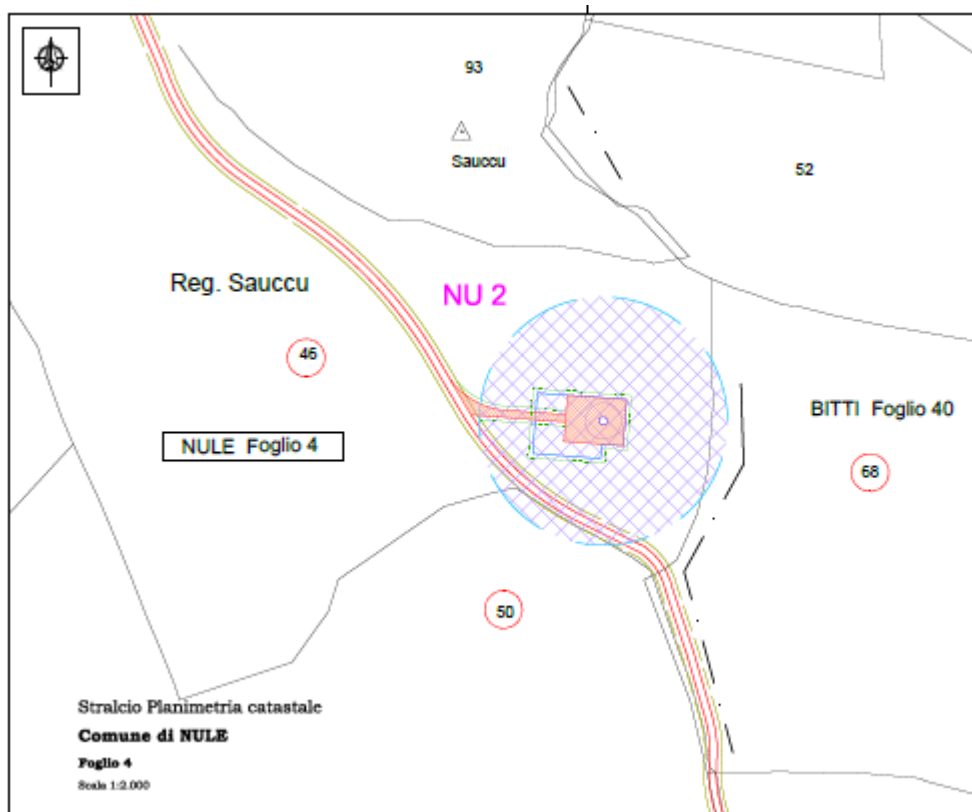 93
Sauccu
52
Reg. Sauccu
NU 2
46
BITTI Foglio 40
NULE Foglio 4
68
50
Stralcio Planimetria catastale
Comune di NULE
Foglio 4
Scala 1:2.000